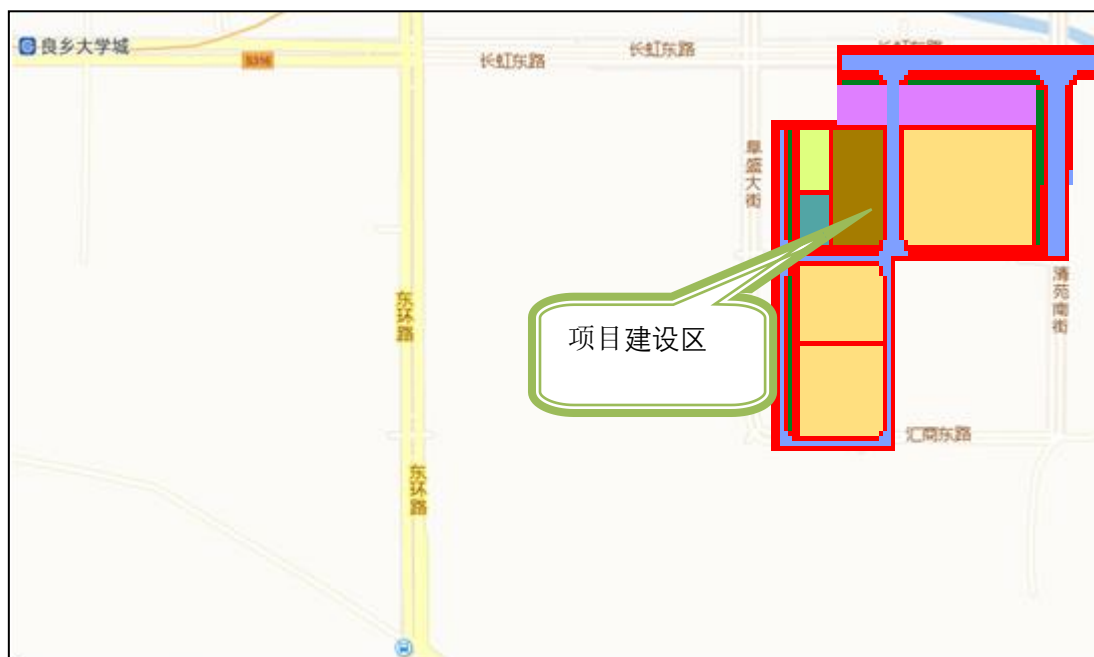 良乡大学城
S316
长虹东路
长虹东路
长虹东路
阜盛大街
东环路
项目建设区
清苑南街
汇商东路
东环路